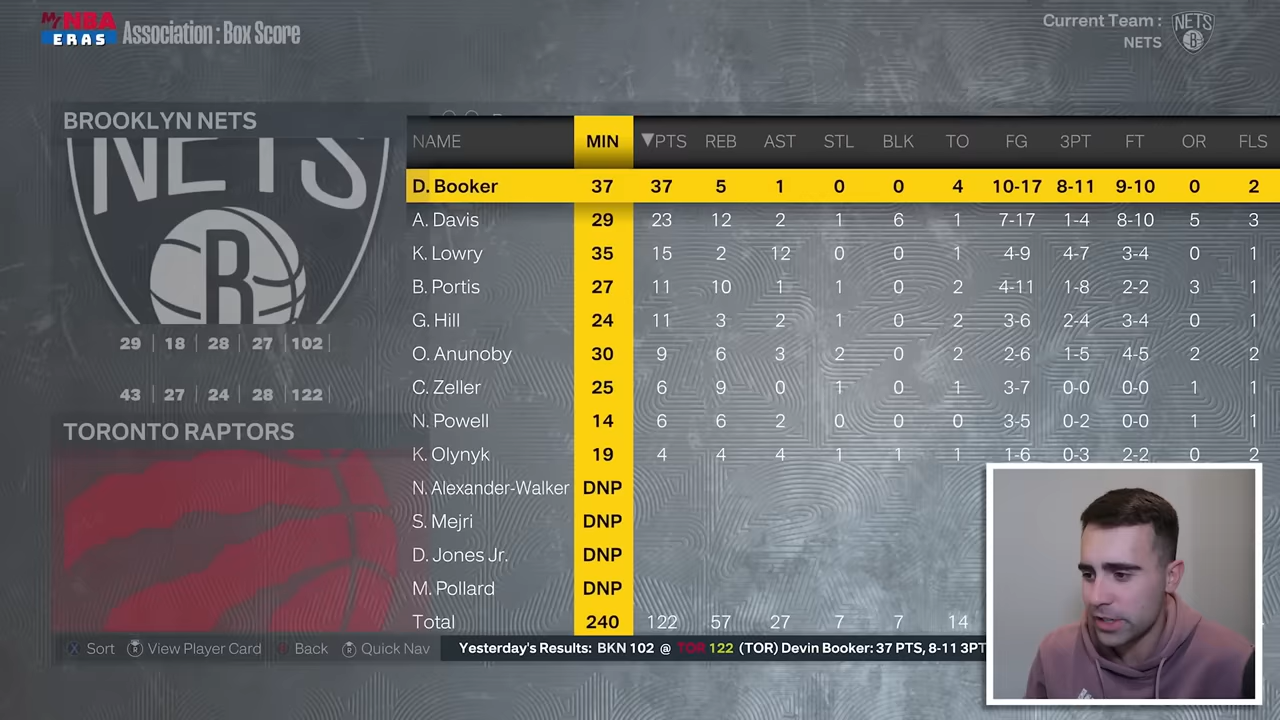 MyNBA
ERAS
Association : Box Score
Current Team :
NETS
NETS
B
BROOKLYN NETS
NETS
B
29 18 28 27 102
43 27 24 28 122
TORONTO RAPTORS
NAME MIN ▼PTS REB AST STL BLK TO FG 3PT FT OR FLS
D. Booker 37 37 5 1 0 0 4 10-17 8-11 9-10 0 2
A. Davis 29 23 12 2 1 6 1 7-17 1-4 8-10 5 3
K. Lowry 35 15 2 12 0 0 1 4-9 4-7 3-4 0 1
B. Portis 27 11 10 1 1 0 2 4-11 1-8 2-2 3 1
G. Hill 24 11 3 2 1 0 2 3-6 2-4 3-4 0 1
O. Anunoby 30 9 6 3 2 0 2 2-6 1-5 4-5 2 2
C. Zeller 25 6 9 0 1 0 1 3-7 0-0 0-0 1 1
N. Powell 14 6 6 2 0 0 0 3-5 0-2 0-0 1 1
K. Olynyk 19 4 4 4 1 1 1 1-6 0-3 2-2 0 2
N. Alexander-Walker DNP
S. Mejri DNP
D. Jones Jr. DNP
M. Pollard DNP
Total 240 122 57 27 7 7 14
X Sort R View Player Card Back R Quick Nav
Yesterday's Results: BKN 102 @ TOR 122 (TOR) Devin Booker: 37 PTS, 8-11 3PT